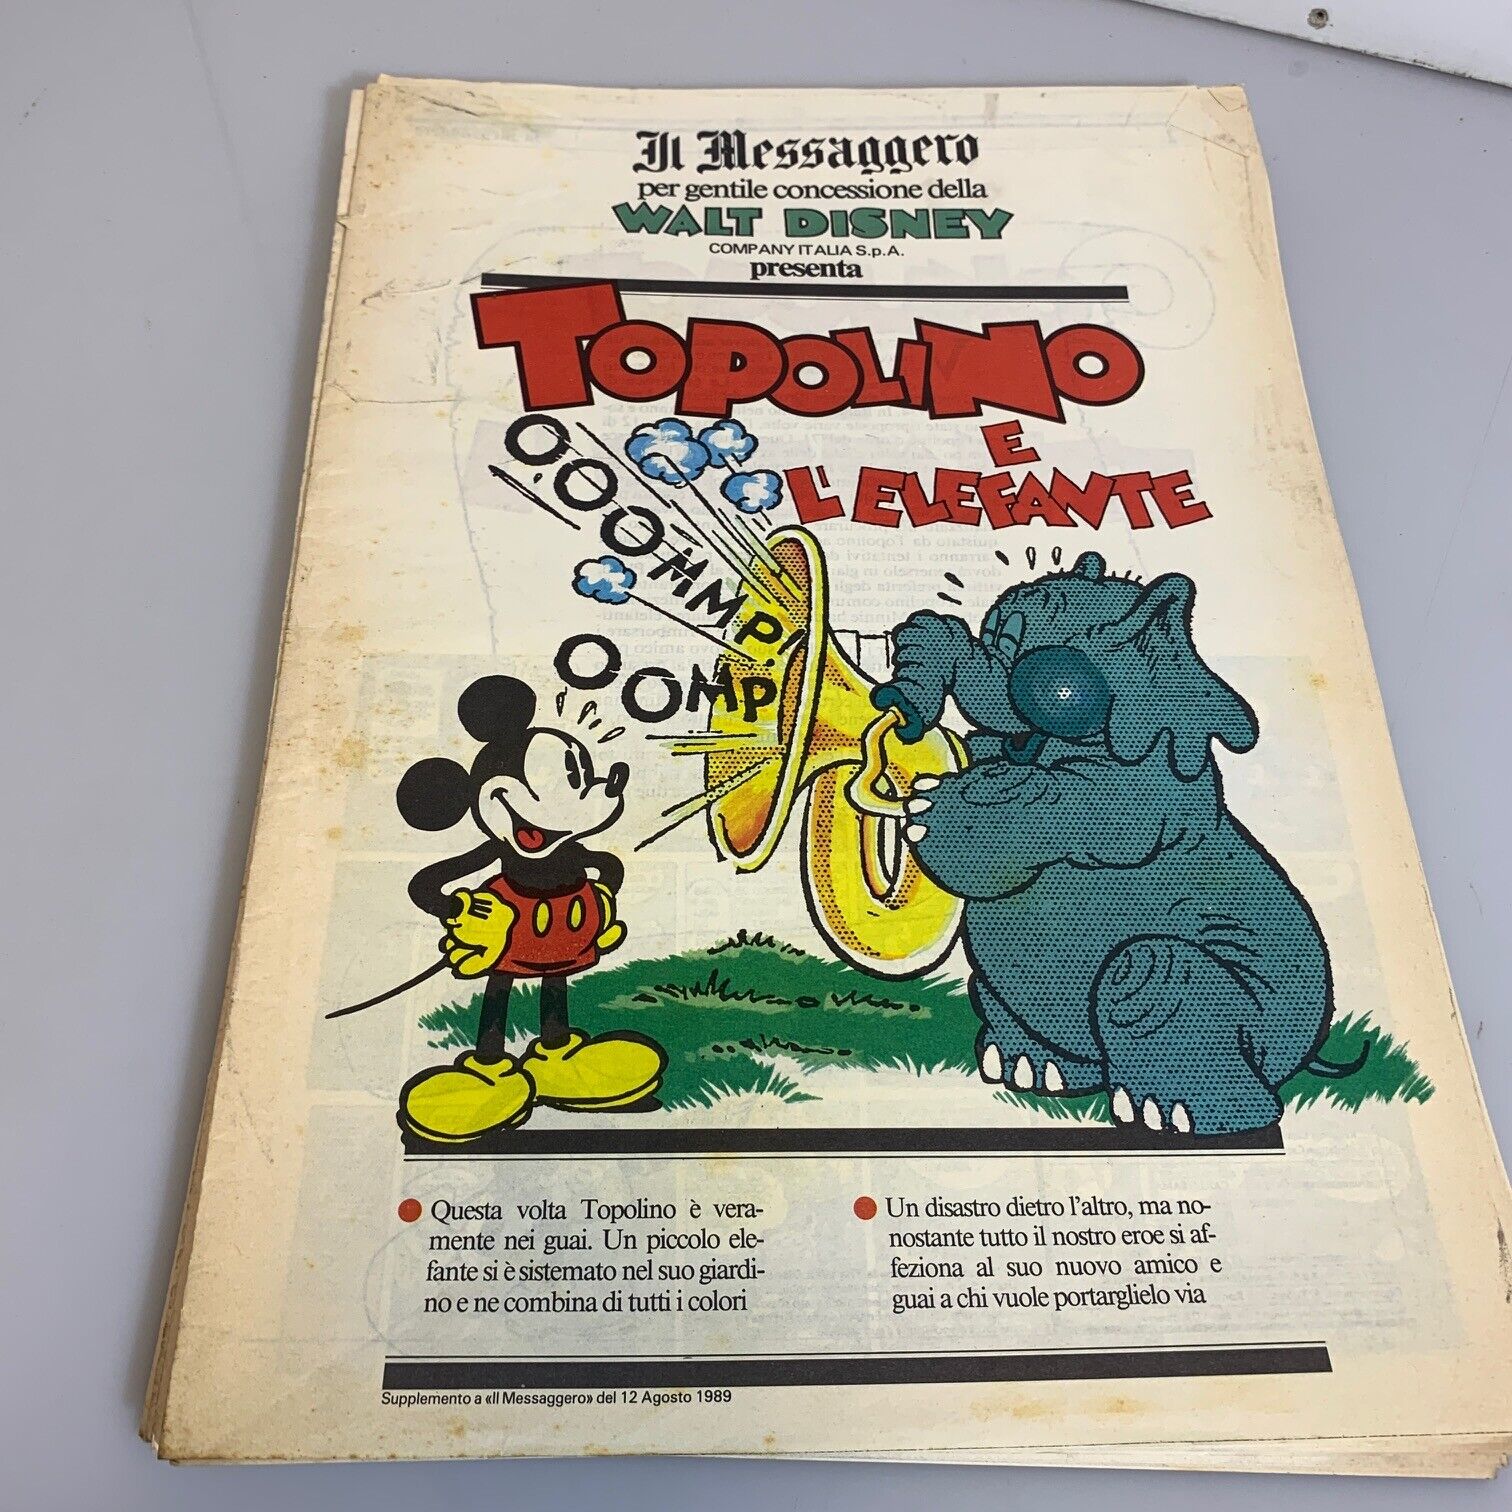 Il Messaggero
per gentile concessione della
WALT DISNEY
COMPANY ITALIA S.p.A.
presenta
TOPOLINO
E
L'ELEFANTE
OOOOMMMP!
OOMP
Questa volta Topolino è vera-
mente nei guai. Un piccolo ele-
fante si è sistemato nel suo giardi-
no e ne combina di tutti i colori
Un disastro dietro l'altro, ma no-
nostante tutto il nostro eroe si af-
feziona al suo nuovo amico e
guai a chi vuole portarglielo via
Supplemento a «Il Messaggero» del 12 Agosto 1989